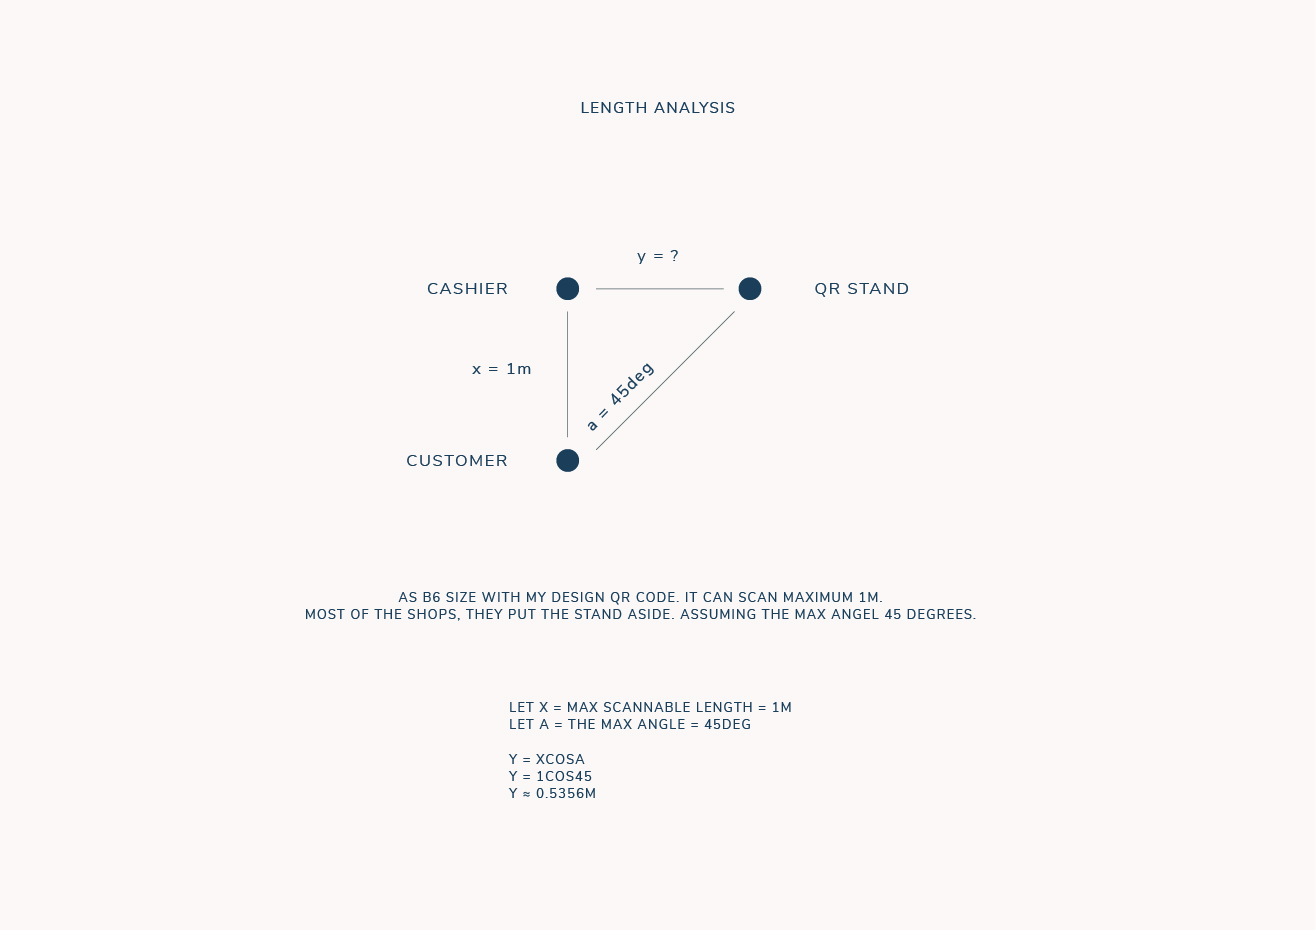 LENGTH ANALYSIS
y = ?
CASHIER
QR STAND
x = 1m
a = 45deg
CUSTOMER
AS B6 SIZE WITH MY DESIGN QR CODE. IT CAN SCAN MAXIMUM 1M.
MOST OF THE SHOPS, THEY PUT THE STAND ASIDE. ASSUMING THE MAX ANGEL 45 DEGREES.
LET X = MAX SCANNABLE LENGTH = 1M
LET A = THE MAX ANGLE = 45DEG
Y = XCOSA
Y = 1COS45
Y ≈ 0.5356M